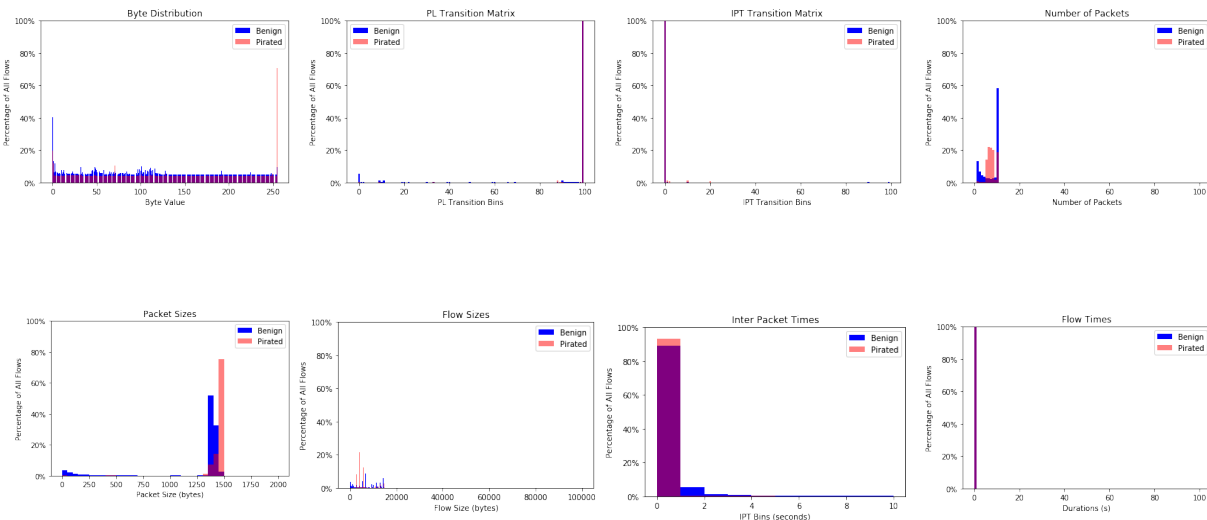 Byte Distribution
Percentage of All Flows
100%
80%
60%
40%
20%
0%
Benign
Pirated
0 50 100 150 200 250
Byte Value
PL Transition Matrix
Percentage of All Flows
100%
80%
60%
40%
20%
0%
Benign
Pirated
0 20 40 60 80 100
PL Transition Bins
IPT Transition Matrix
Percentage of All Flows
100%
80%
60%
40%
20%
0%
Benign
Pirated
0 20 40 60 80 100
IPT Transition Bins
Number of Packets
Percentage of All Flows
100%
80%
60%
40%
20%
0%
Benign
Pirated
0 20 40 60 80 100
Number of Packets
Packet Sizes
Percentage of All Flows
100%
80%
60%
40%
20%
0%
Benign
Pirated
0 250 500 750 1000 1250 1500 1750 2000
Packet Size (bytes)
Flow Sizes
Percentage of All Flows
100%
80%
60%
40%
20%
0%
Benign
Pirated
0 20000 40000 60000 80000 100000
Flow Size (bytes)
Inter Packet Times
Percentage of All Flows
100%
80%
60%
40%
20%
0%
Benign
Pirated
0 2 4 6 8 10
IPT Bins (seconds)
Flow Times
Percentage of All Flows
100%
80%
60%
40%
20%
0%
Benign
Pirated
0 20 40 60 80 100
Durations (s)